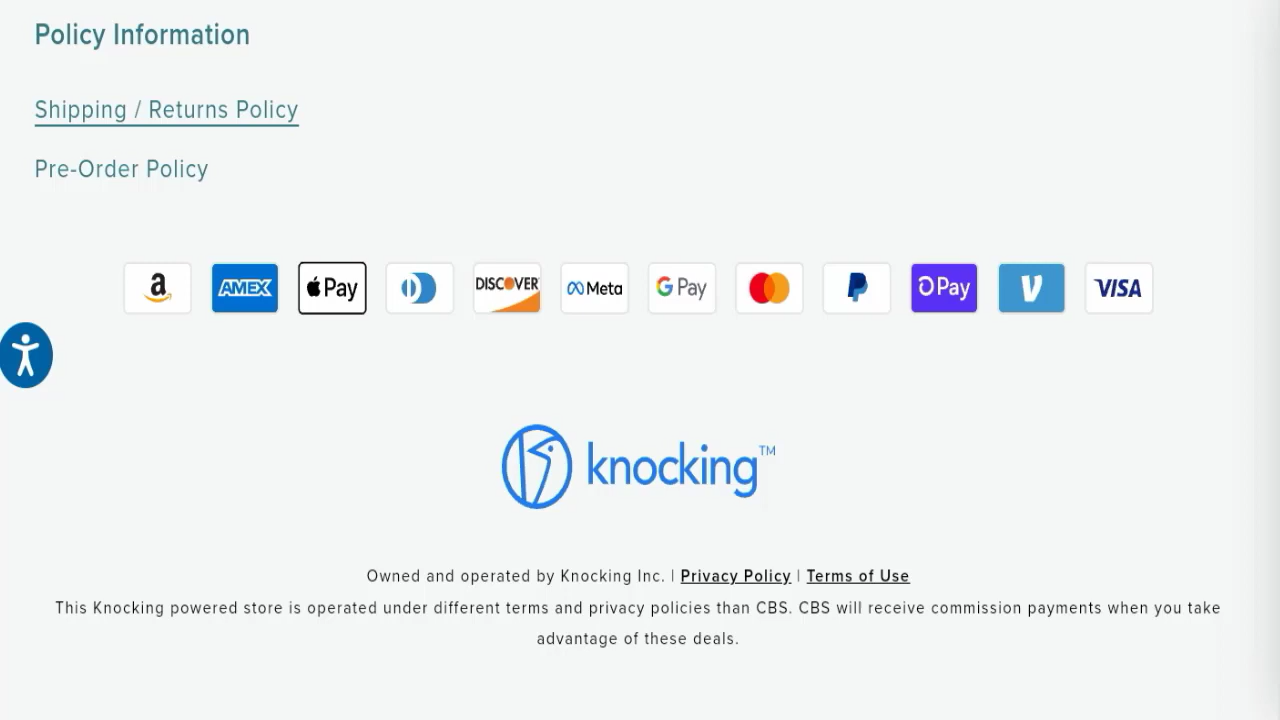 Policy Information
Shipping / Returns Policy
Pre-Order Policy
a AMEX Pay DISCOVER Meta G Pay Pay VISA
knocking™
Owned and operated by Knocking Inc. | Privacy Policy | Terms of Use
This Knocking powered store is operated under different terms and privacy policies than CBS. CBS will receive commission payments when you take
advantage of these deals.